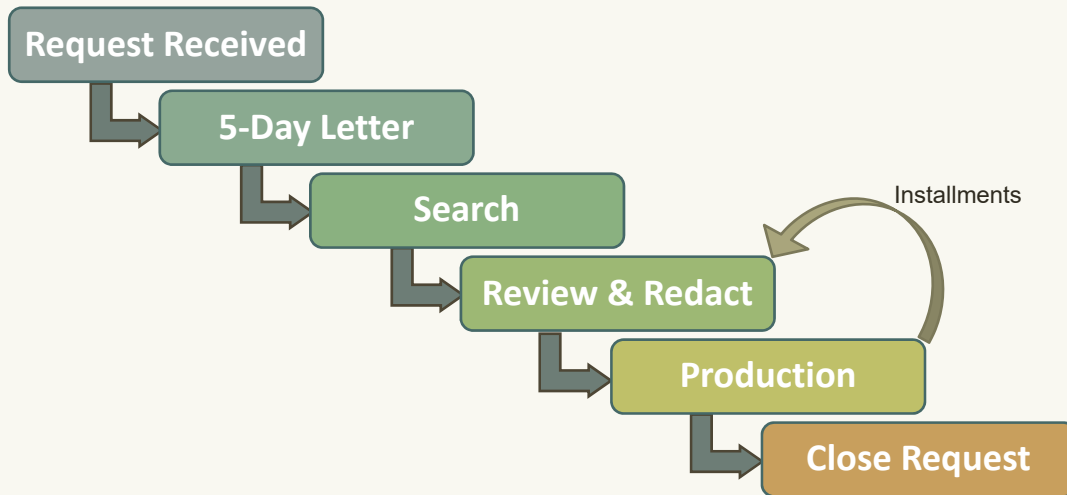 Request Received
5-Day Letter
Search
Installments
Review & Redact
Production
Close Request